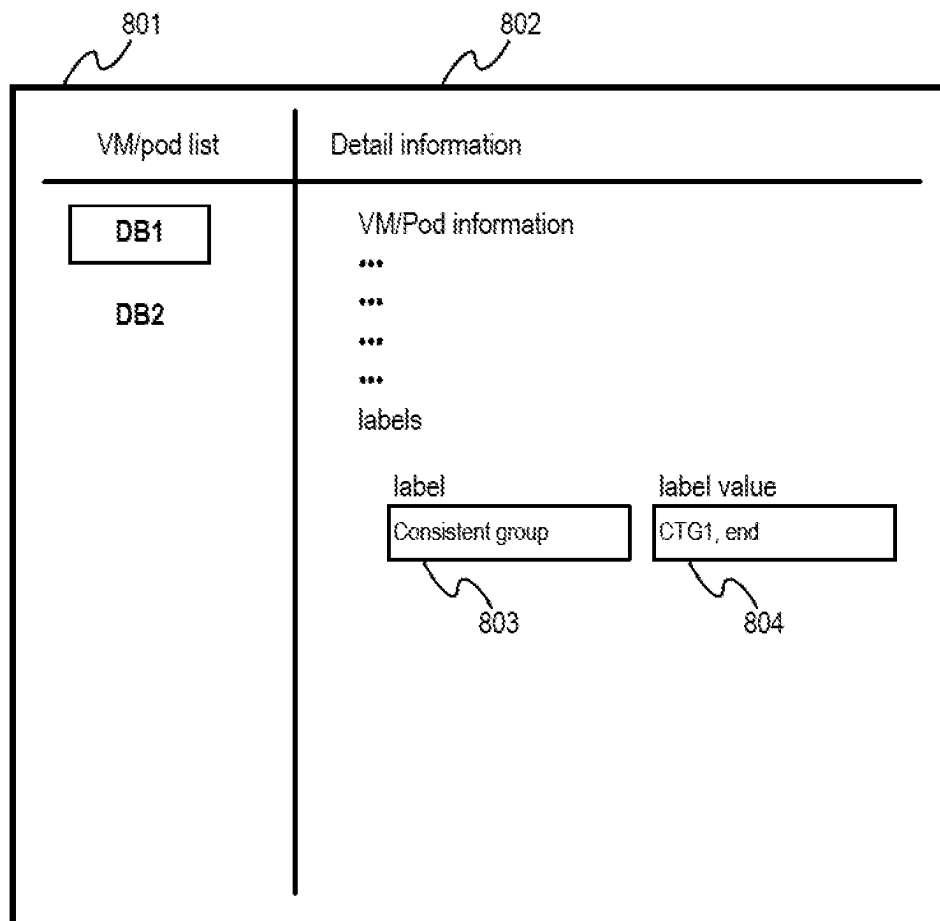 801 802
VM/pod list Detail information
DB1
DB2
VM/Pod information
•••
•••
•••
•••
labels
label label value
Consistent group CTG1, end
803 804